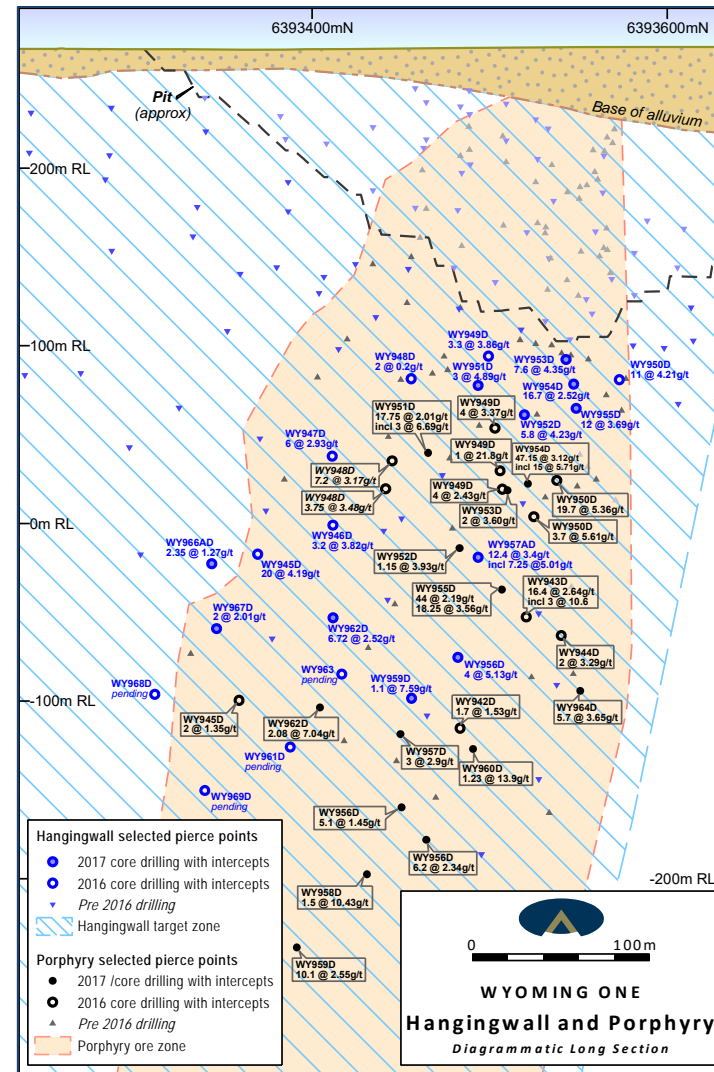 6393400mN
6393600mN
Pit
(approx)
Base of alluvium
200m RL
100m RL
WY949D
3.3 @ 3.86g/t
WY948D
2 @ 0.2g/t
WY951D
3 @ 4.89g/t
WY953D
7.6 @ 4.35g/t
WY950D
11 @ 4.21g/t
WY954D
16.7 @ 2.52g/t
WY955D
12 @ 3.69g/t
WY952D
5.8 @ 4.23g/t
WY951D
17.75 @ 2.01g/t
incl 3 @ 6.69g/t
WY949D
4 @ 3.37g/t
WY947D
6 @ 2.93g/t
WY948D
7.2 @ 3.17g/t
WY949D
1 @ 21.8g/t
WY954D
47.15 @ 3.12g/t
incl 15 @ 5.71g/t
WY948D
3.75 @ 3.48g/t
WY949D
4 @ 2.43g/t
WY953D
2 @ 3.60g/t
WY950D
19.7 @ 5.36g/t
WY950D
3.7 @ 5.61g/t
0m RL
WY946D
3.2 @ 3.82g/t
WY966AD
2.35 @ 1.27g/t
WY945D
20 @ 4.19g/t
WY952D
1.15 @ 3.93g/t
WY957AD
12.4 @ 3.4g/t
incl 7.25 @5.01g/t
WY955D
44 @ 2.19g/t
18.25 @ 3.56g/t
WY943D
16.4 @ 2.64g/t
incl 3 @ 10.6
WY967D
2 @ 2.01g/t
WY962D
6.72 @ 2.52g/t
WY944D
2 @ 3.29g/t
WY968D
pending
WY963
pending
WY959D
1.1 @ 7.59g/t
WY956D
4 @ 5.13g/t
-100m RL
WY945D
2 @ 1.35g/t
WY962D
2.08 @ 7.04g/t
WY942D
1.7 @ 1.53g/t
WY964D
5.7 @ 3.65g/t
WY961D
pending
WY957D
3 @ 2.9g/t
WY960D
1.23 @ 13.9g/t
WY969D
pending
WY956D
5.1 @ 1.45g/t
WY956D
6.2 @ 2.34g/t
WY958D
1.5 @ 10.43g/t
WY959D
10.1 @ 2.55g/t
-200m RL
Hangingwall selected pierce points
2017 core drilling with intercepts
2016 core drilling with intercepts
Pre 2016 drilling
Hangingwall target zone
Porphyry selected pierce points
2017 /core drilling with intercepts
2016 core drilling with intercepts
Pre 2016 drilling
Porphyry ore zone
0 100m
WYOMING ONE
Hangingwall and Porphyry
Diagrammatic Long Section